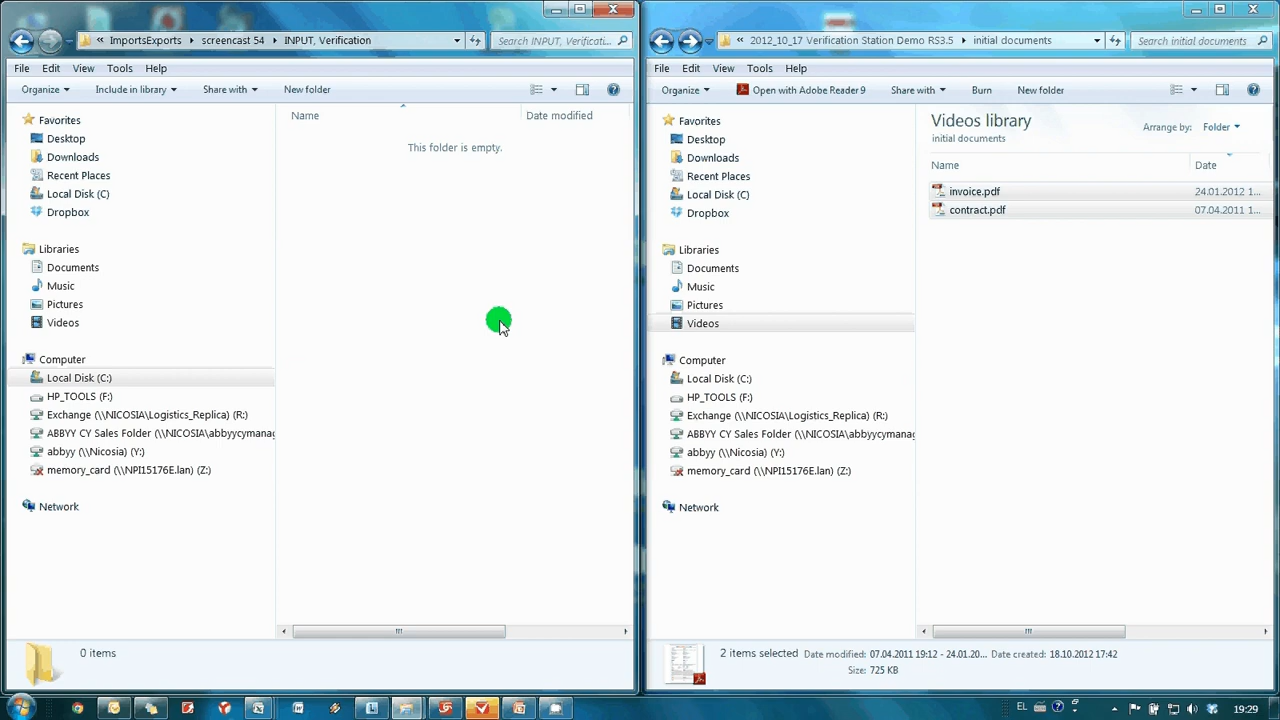 ImportsExports
screencast 54
INPUT, Verification
Search INPUT, Verificati...
File
Edit
View
Tools
Help
Organize
Include in library
Share with
New folder
Favorites
Desktop
Downloads
Recent Places
Local Disk (C)
Dropbox
Libraries
Documents
Music
Pictures
Videos
Computer
Local Disk (C:)
HP_TOOLS (F:)
Exchange (\\NICOSIA\Logistics_Replica) (R:)
ABBYY CY Sales Folder (\\NICOSIA\abbyycymanag
abbyy (\\Nicosia) (Y:)
memory_card (\\NPI15176E.lan) (Z:)
Network
Name
Date modified
This folder is empty.
0 items
2012_10_17 Verification Station Demo RS3.5
initial documents
Search initial documents
File
Edit
View
Tools
Help
Organize
Open with Adobe Reader 9
Share with
Burn
New folder
Favorites
Desktop
Downloads
Recent Places
Local Disk (C)
Dropbox
Libraries
Documents
Music
Pictures
Videos
Computer
Local Disk (C:)
HP_TOOLS (F:)
Exchange (\\NICOSIA\Logistics_Replica) (R:)
ABBYY CY Sales Folder (\\NICOSIA\abbyycymanag
abbyy (\\Nicosia) (Y:)
memory_card (\\NPI15176E.lan) (Z:)
Network
Videos library
initial documents
Arrange by: Folder
Name
Date
invoice.pdf 24.01.2012 1...
contract.pdf 07.04.2011 1...
2 items selected
Date modified: 07.04.2011 19:12 - 24.01.20...
Date created: 18.10.2012 17:42
Size: 725 KB
EL
19:29